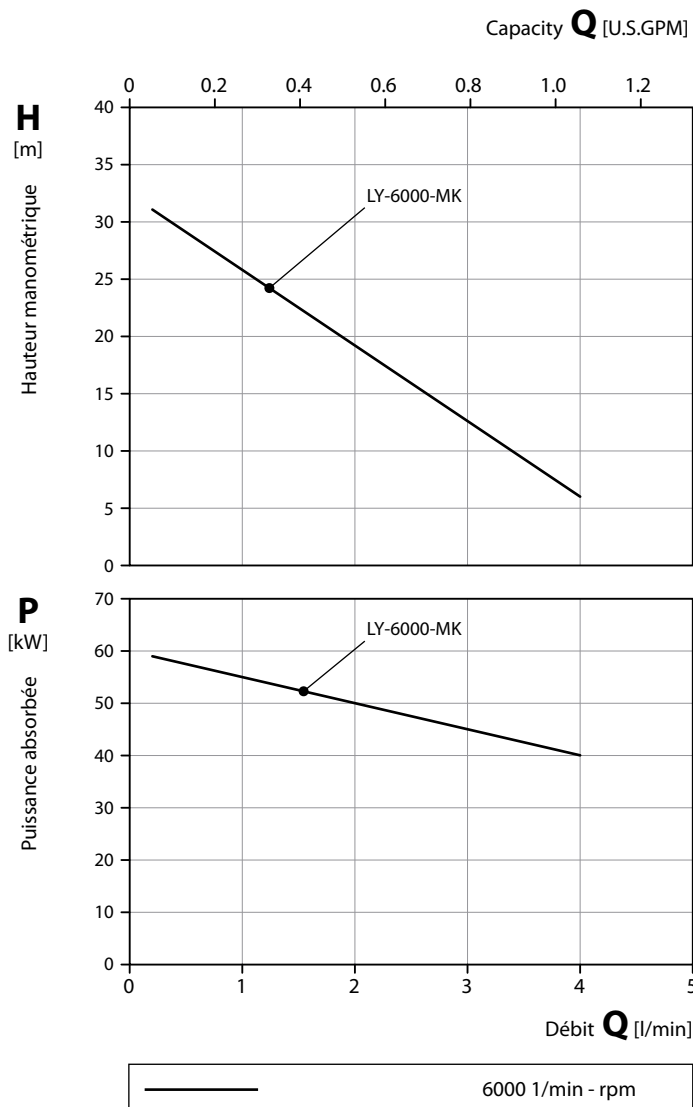 Capacity Q [U.S.GPM]
0 0.2 0.4 0.6 0.8 1.0 1.2
H
[m]
Hauteur manométrique
40
35
30
25
20
15
10
5
0
LY-6000-MK
P
[kW]
Puissance absorbée
70
60
50
40
30
20
10
0
LY-6000-MK
0 1 2 3 4 5
Débit Q [l/min]
6000 1/min - rpm